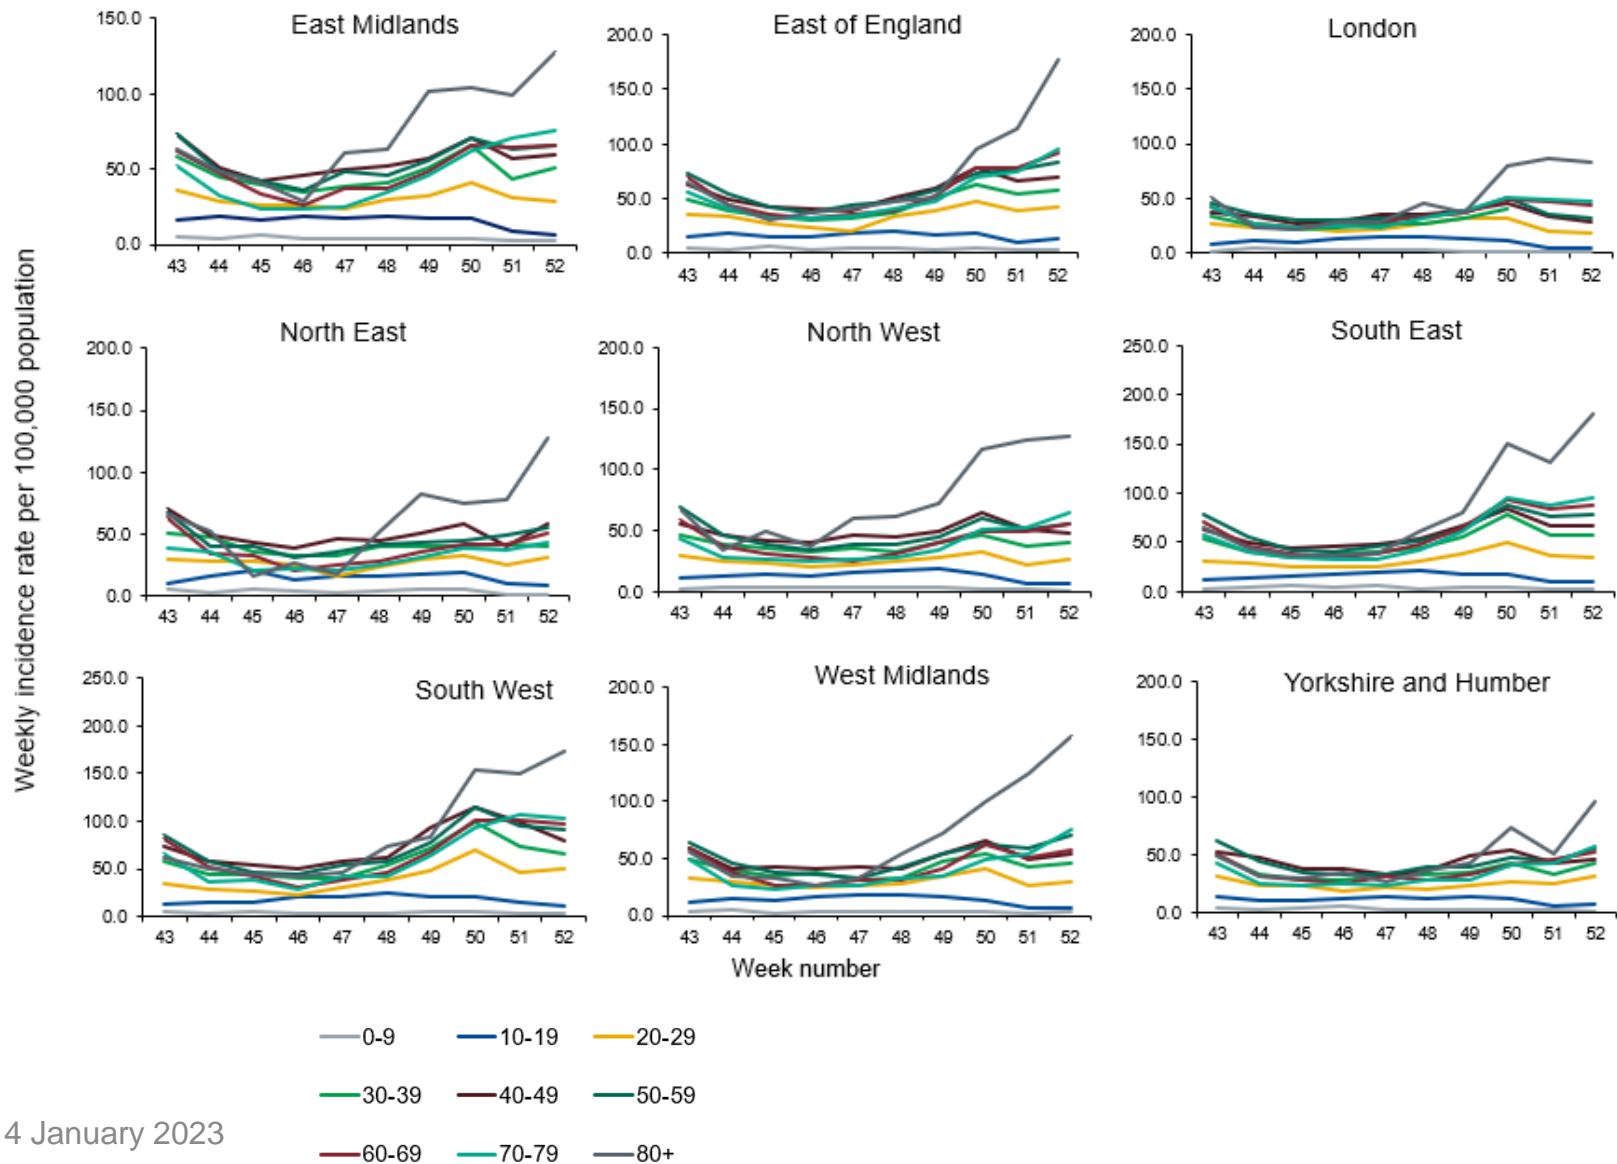 Weekly incidence rate per 100,000 population
East Midlands
150.0
100.0
50.0
0.0
43 44 45 46 47 48 49 50 51 52
East of England
200.0
150.0
100.0
50.0
0.0
43 44 45 46 47 48 49 50 51 52
London
200.0
150.0
100.0
50.0
0.0
43 44 45 46 47 48 49 50 51 52
North East
200.0
150.0
100.0
50.0
0.0
43 44 45 46 47 48 49 50 51 52
North West
200.0
150.0
100.0
50.0
0.0
43 44 45 46 47 48 49 50 51 52
South East
250.0
200.0
150.0
100.0
50.0
0.0
43 44 45 46 47 48 49 50 51 52
South West
250.0
200.0
150.0
100.0
50.0
0.0
43 44 45 46 47 48 49 50 51 52
West Midlands
200.0
150.0
100.0
50.0
0.0
43 44 45 46 47 48 49 50 51 52
Yorkshire and Humber
200.0
150.0
100.0
50.0
0.0
43 44 45 46 47 48 49 50 51 52
Week number
0-9 10-19 20-29
30-39 40-49 50-59
60-69 70-79 80+
4 January 2023